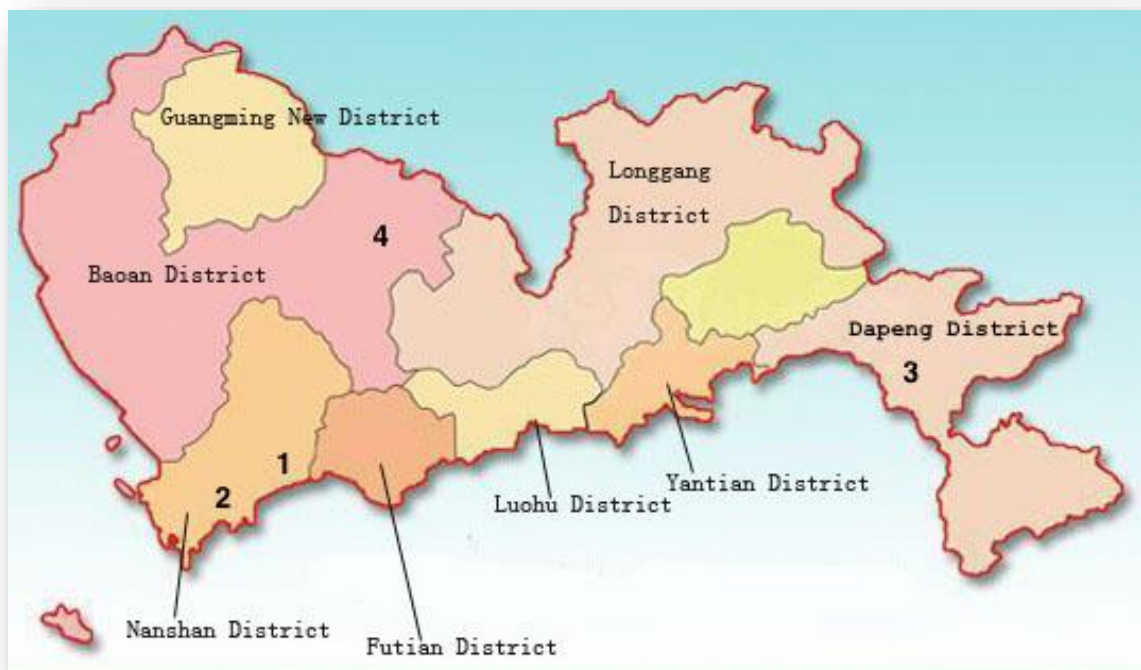 Guangming New District
Longgang
District
4
Baoan District
Dapeng District
3
1
2
Yantian District
Luohu District
Nanshan District
Futian District